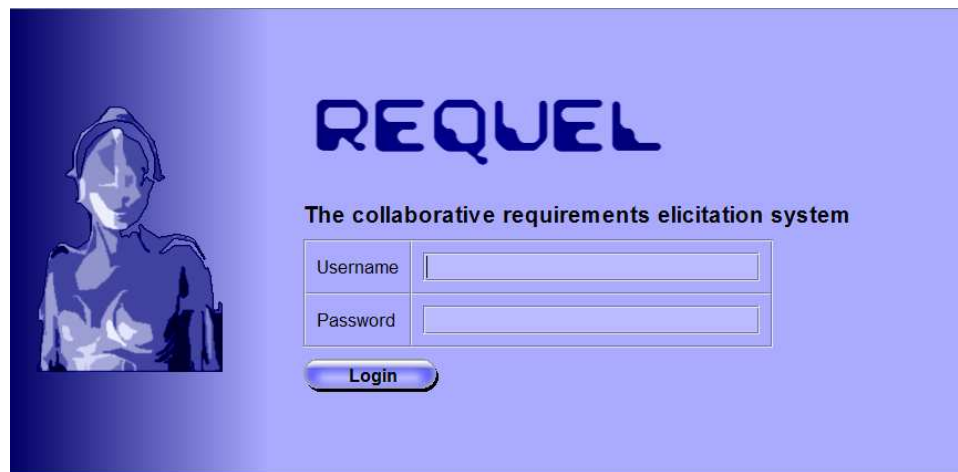 REQUEL
The collaborative requirements elicitation system
Username
Password
Login